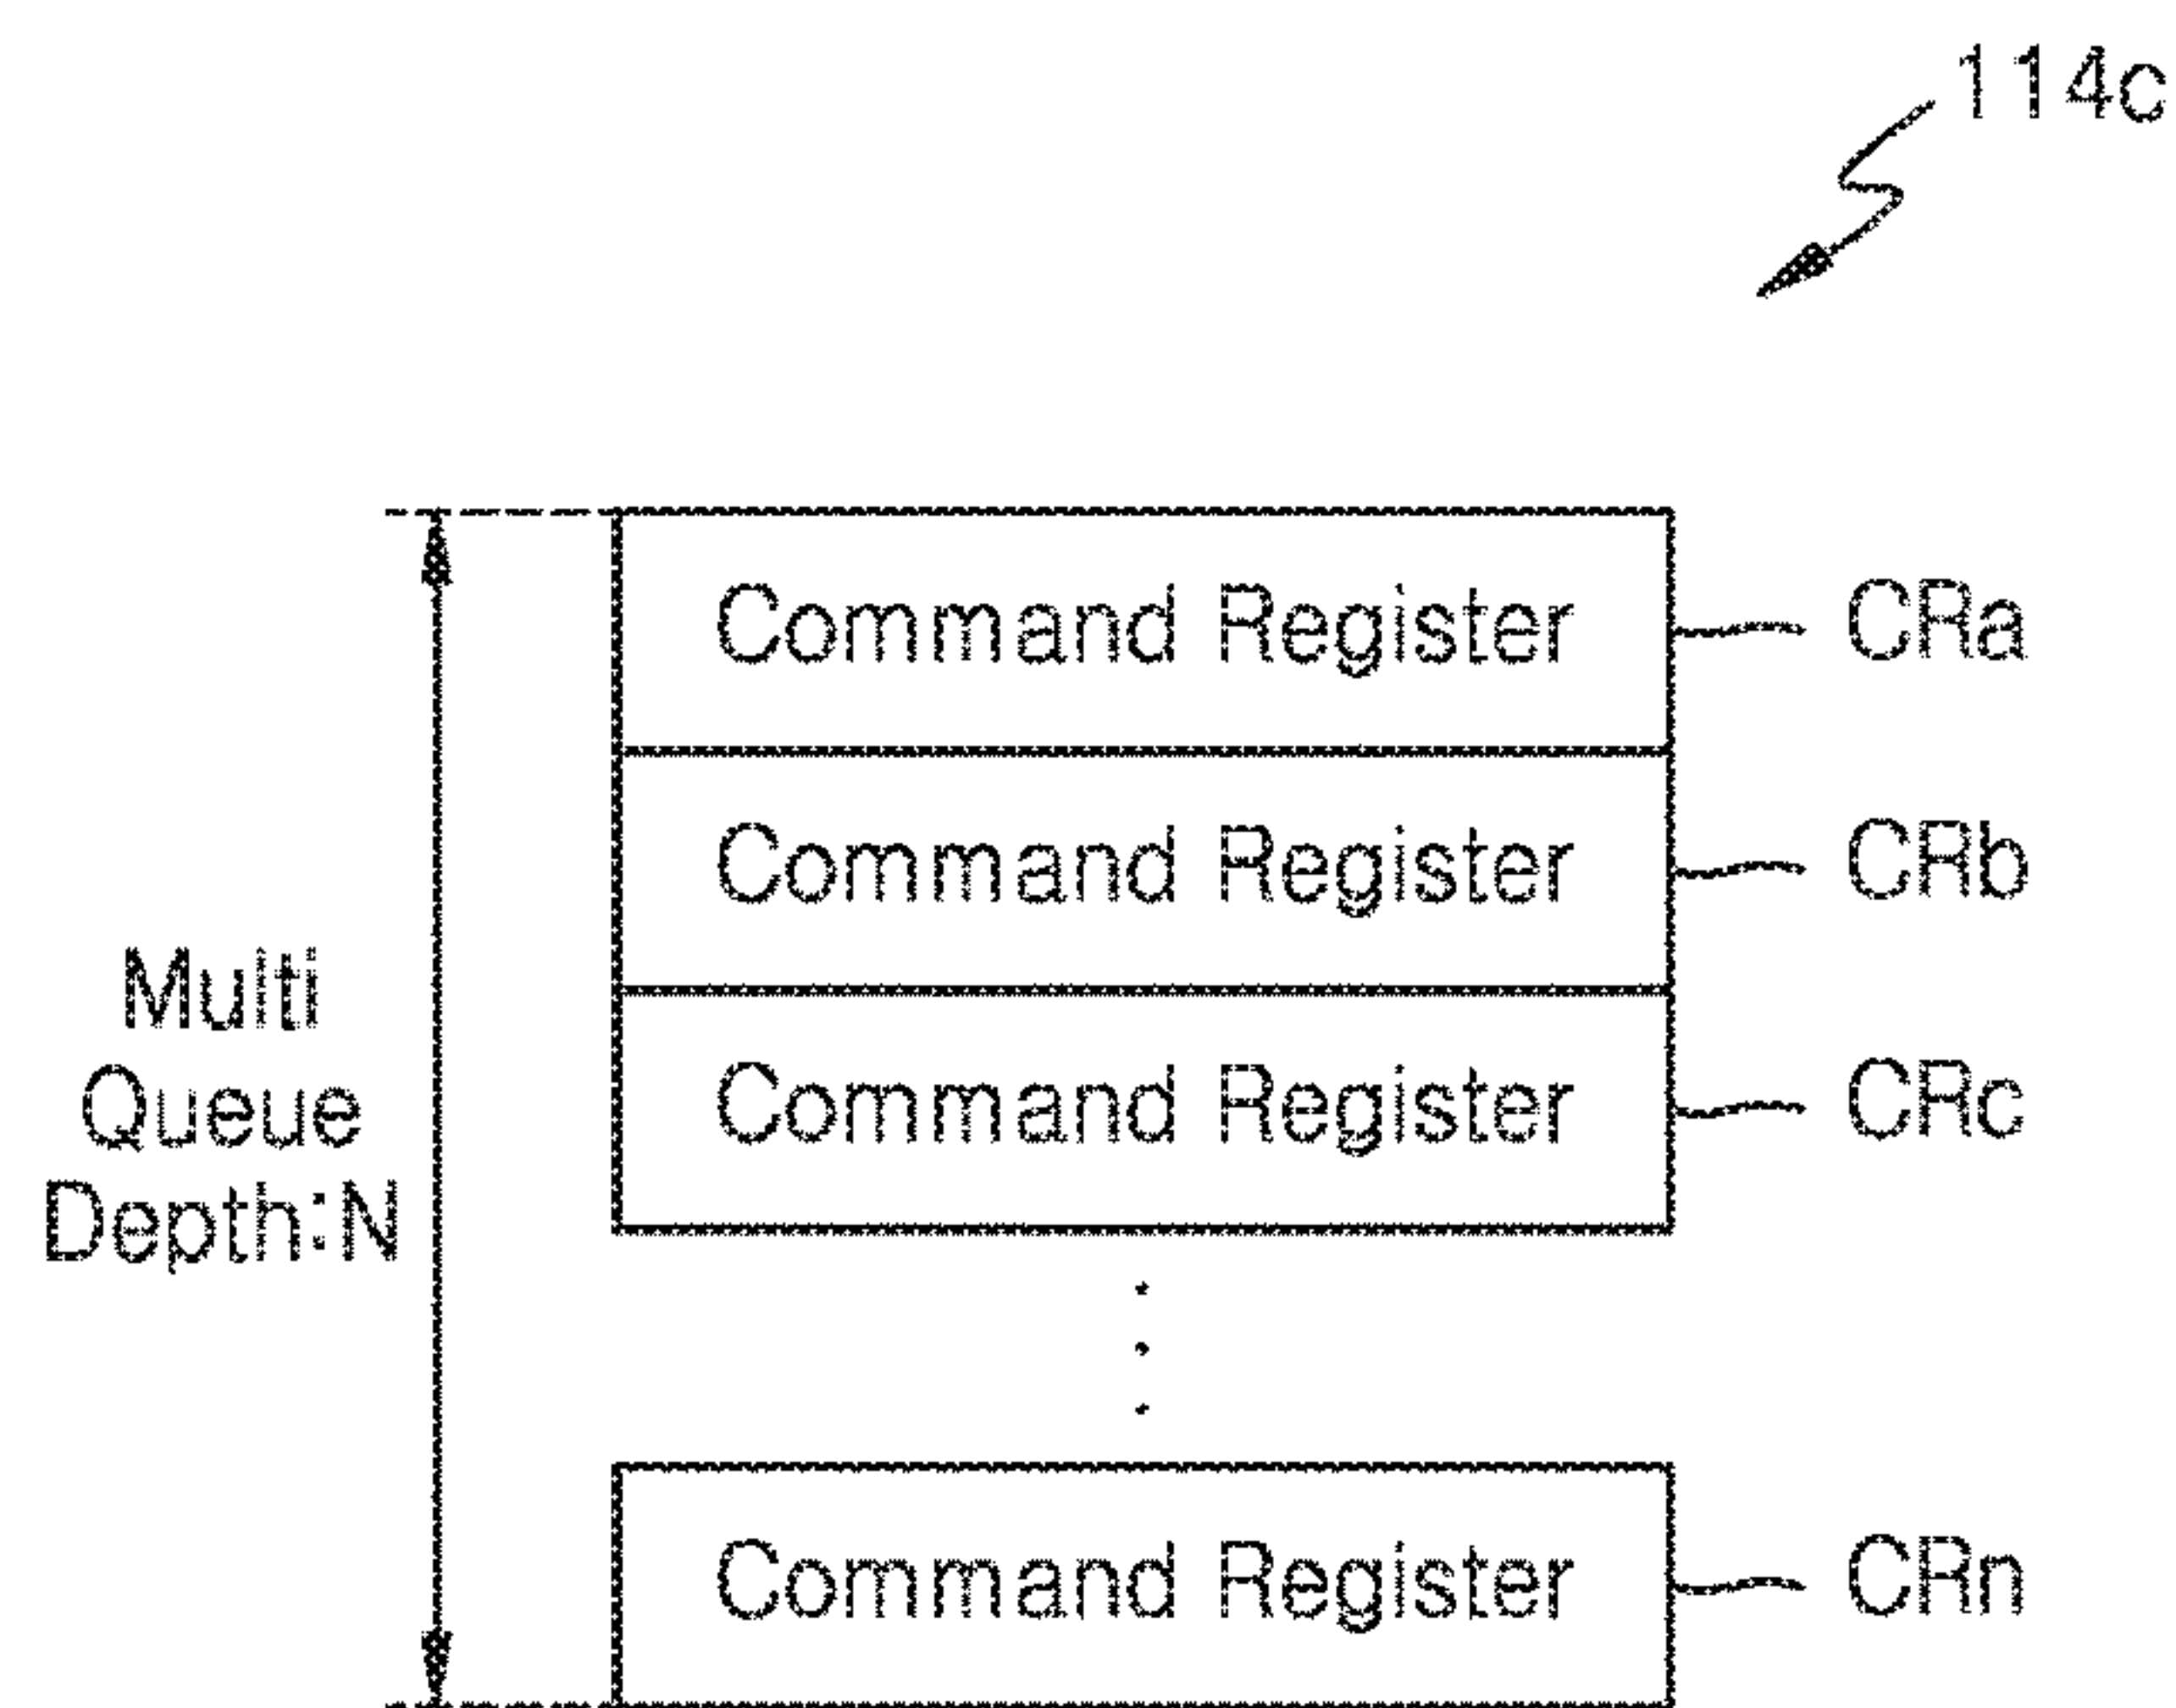 114c
Command Register CRa
Command Register CRb
Command Register CRc
Multi
Queue
Depth:N
Command Register CRn